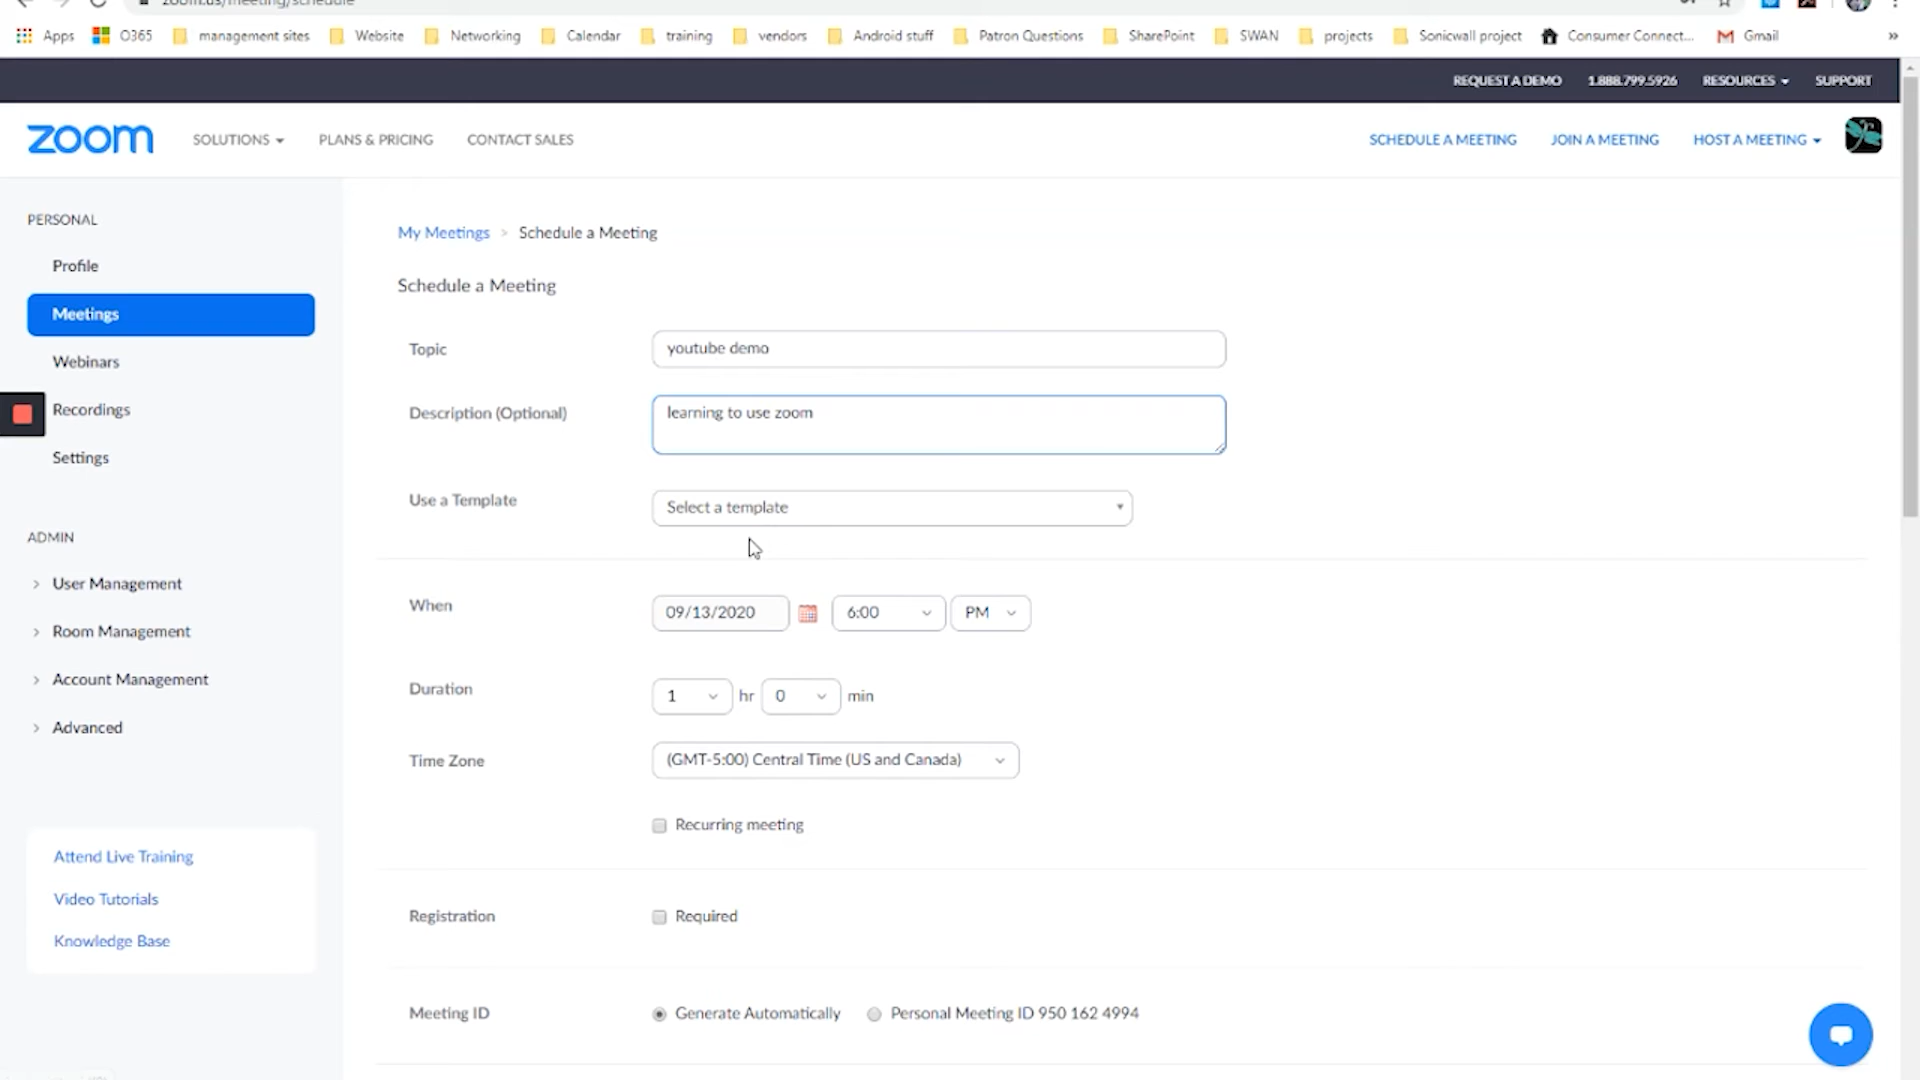 zoom.us/meeting/schedule
Apps O365 management sites Website Networking Calendar training vendors Android stuff Patron Questions SharePoint SWAN projects Sonicwall project Consumer Connect... Gmail »
REQUEST A DEMO 1.888.799.5926 RESOURCES SUPPORT
zoom SOLUTIONS PLANS & PRICING CONTACT SALES SCHEDULE A MEETING JOIN A MEETING HOST A MEETING
PERSONAL
Profile
Meetings
Webinars
Recordings
Settings
ADMIN
User Management
Room Management
Account Management
Advanced
Attend Live Training
Video Tutorials
Knowledge Base
My Meetings > Schedule a Meeting
Schedule a Meeting
Topic youtube demo
Description (Optional) learning to use zoom
Use a Template Select a template
When 09/13/2020 6:00 PM
Duration 1 hr 0 min
Time Zone (GMT-5:00) Central Time (US and Canada)
Recurring meeting
Registration Required
Meeting ID Generate Automatically Personal Meeting ID 950 162 4994